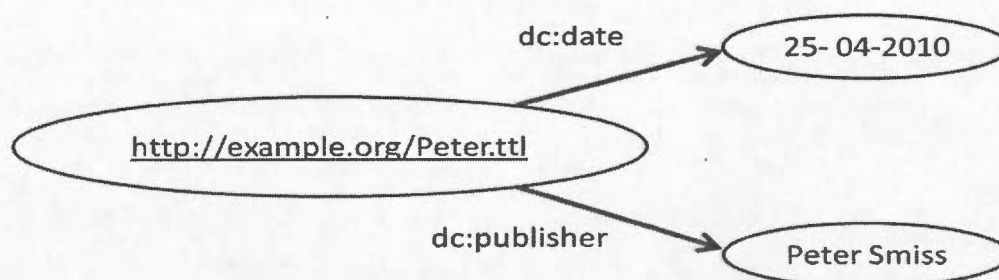 dc:date
25- 04-2010
http://example.org/Peter.ttl
dc:publisher
Peter Smiss